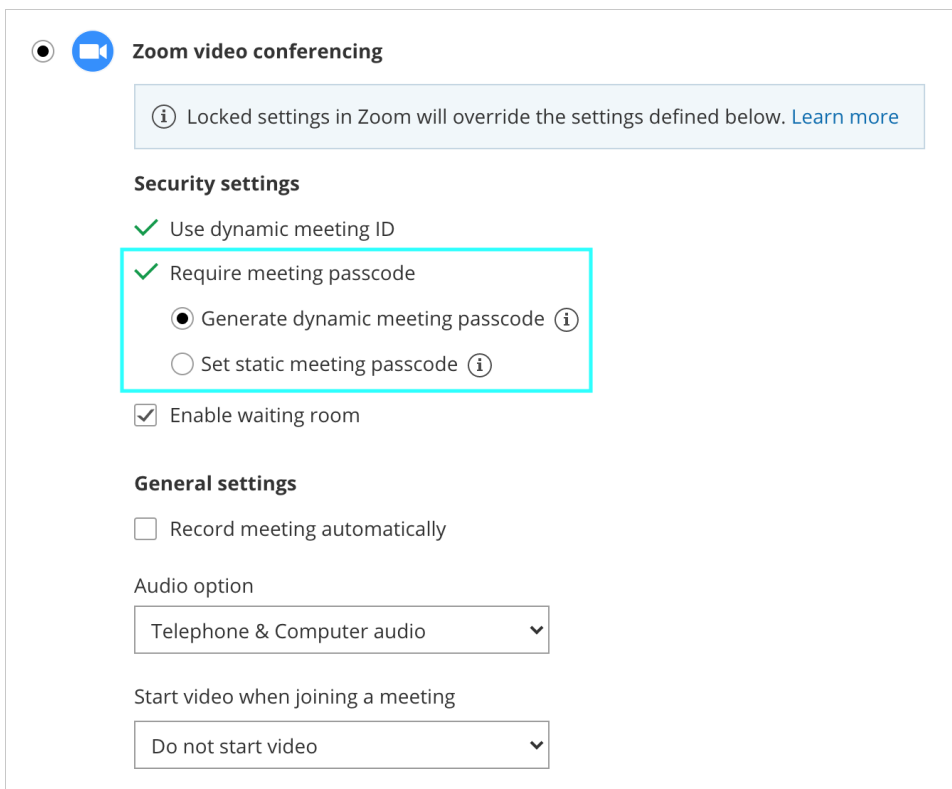 Zoom video conferencing
Locked settings in Zoom will override the settings defined below. Learn more
Security settings
Use dynamic meeting ID
Require meeting passcode
Generate dynamic meeting passcode
Set static meeting passcode
Enable waiting room
General settings
Record meeting automatically
Audio option
Telephone & Computer audio
Start video when joining a meeting
Do not start video